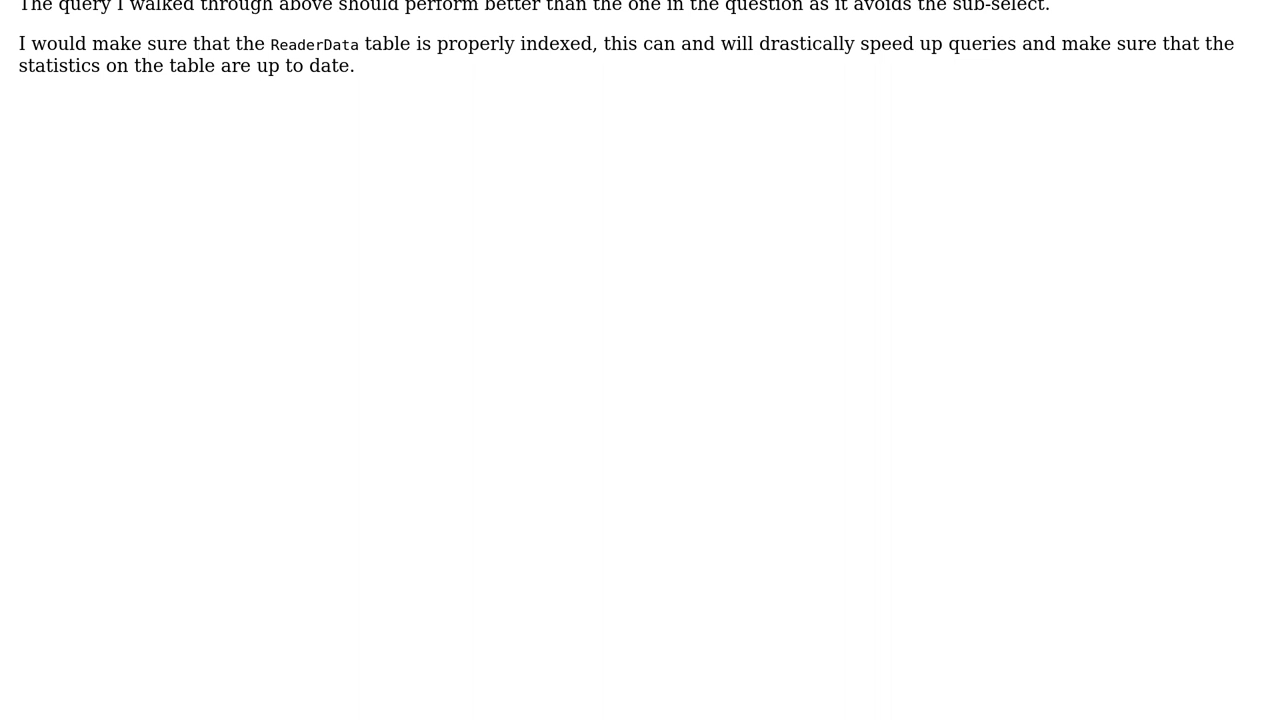 The query I walked through above should perform better than the one in the question as it avoids the sub-select.
I would make sure that the ReaderData table is properly indexed, this can and will drastically speed up queries and make sure that the
statistics on the table are up to date.